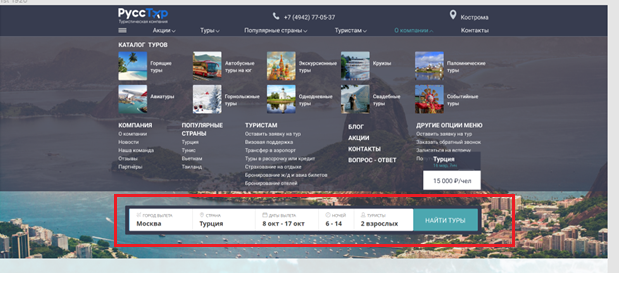 РуссТур
Туристическая компания
+7 (4942) 77-05-37
Кострома
Акции
Туры
Популярные страны
Туристам
О компании
Контакты
КАТАЛОГ ТУРОВ
Горящие
туры
Автобусные
туры на юг
Экскурсионные
туры
Круизы
Паломнические
туры
Авиатуры
Горнолыжные
туры
Однодневные
туры
Свадебные
туры
Событийные
туры
КОМПАНИЯ
О компании
Новости
Наша команда
Отзывы
Партнёры
ПОПУЛЯРНЫЕ
СТРАНЫ
Турция
Тунис
Вьетнам
Таиланд
ТУРИСТАМ
Оставить заявку на тур
Визовая поддержка
Трансфер в аэропорт
Туры в рассрочку или кредит
Страхование на отдыхе
Бронирование ж/д и авиа билетов
Бронирование отелей
БЛОГ
АКЦИИ
КОНТАКТЫ
ВОПРОС - ОТВЕТ
ДРУГИЕ ОПЦИИ МЕНЮ
Оставить заявку на тур
Заказать обратный звонок
Записаться на встречу
По
Турция
15 000 ₽/чел
ГОРОД ВЫЛЕТА
Москва
СТРАНА
Турция
ДАТЫ ВЫЛЕТА
8 окт - 17 окт
НОЧЕЙ
6 - 14
ТУРИСТЫ
2 взрослых
НАЙТИ ТУРЫ